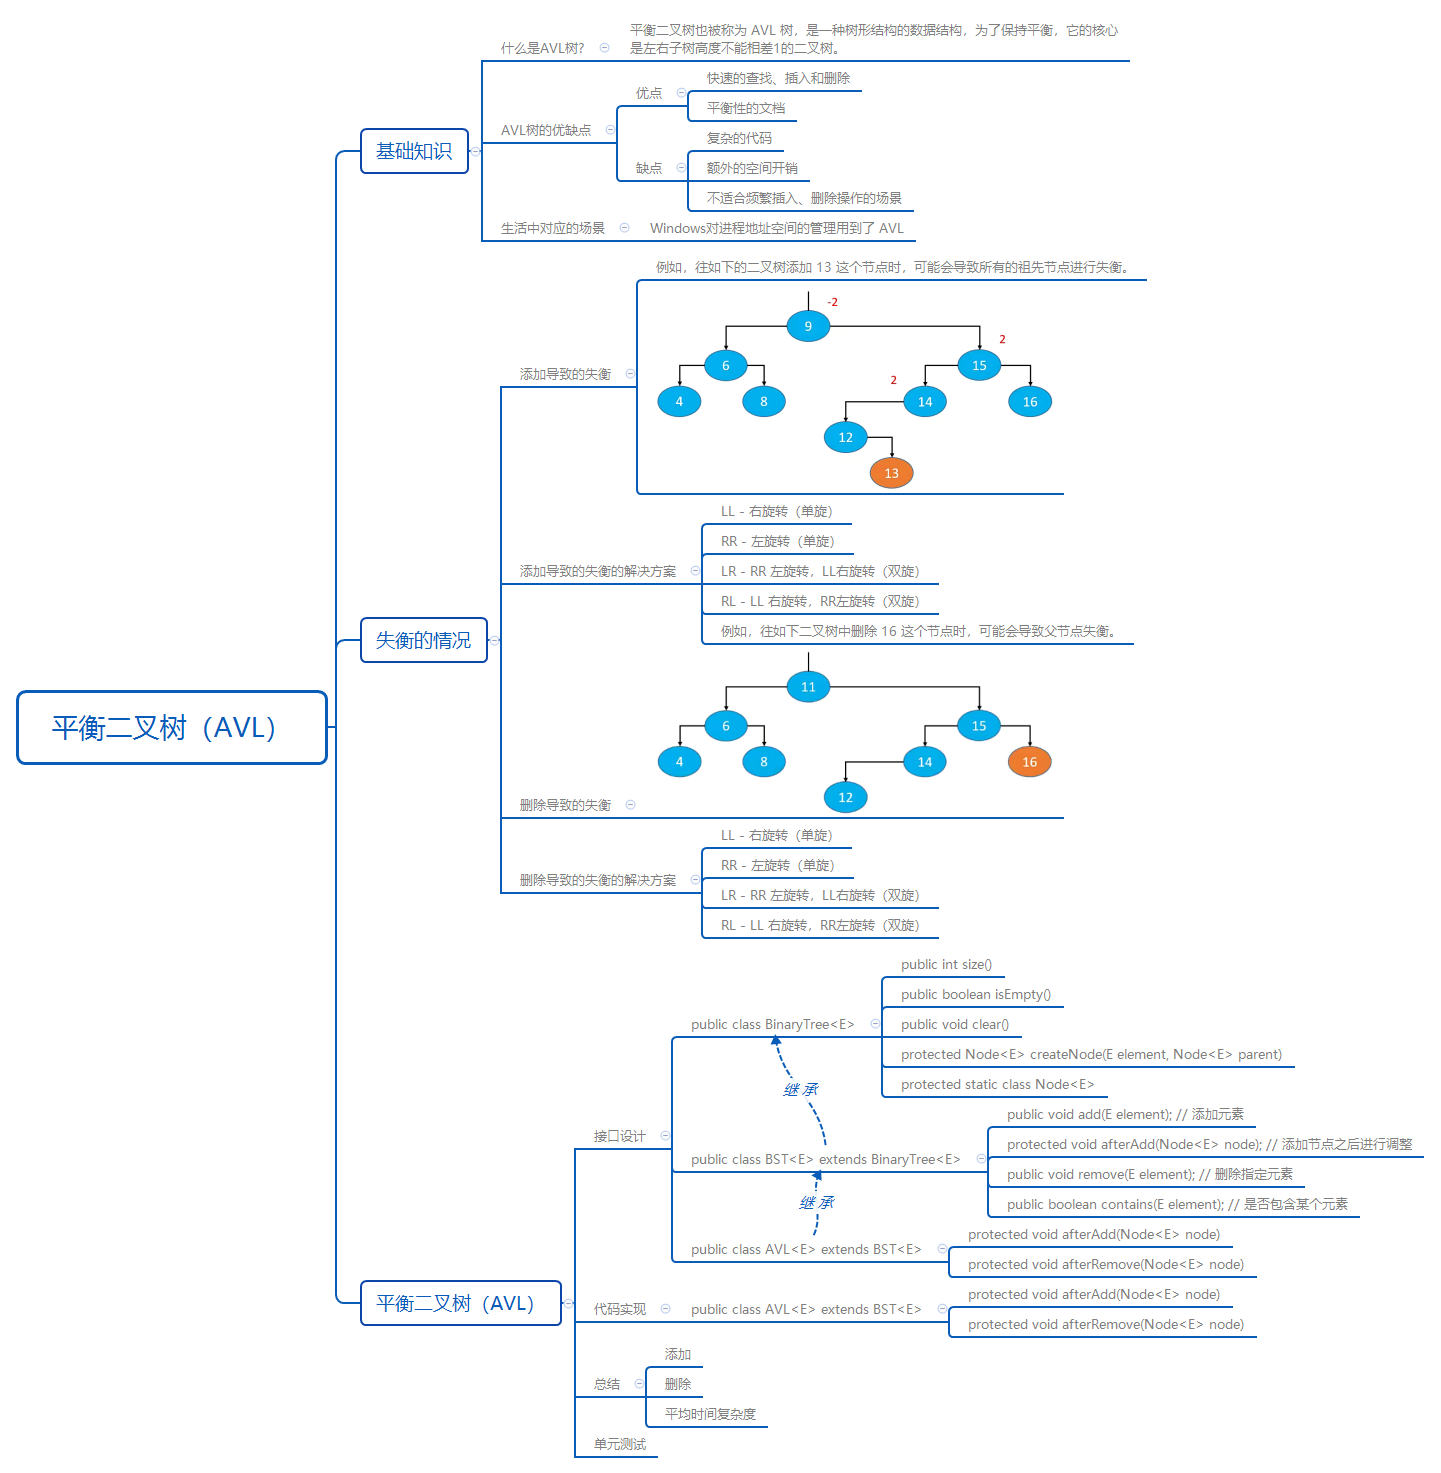 平衡二叉树（AVL）
基础知识
什么是AVL树?
平衡二叉树也被称为 AVL 树，是一种树形结构的数据结构，为了保持平衡，它的核心
是左右子树高度不能相差1的二叉树。
AVL树的优缺点
优点
快速的查找、插入和删除
平衡性的文档
缺点
复杂的代码
额外的空间开销
不适合频繁插入、删除操作的场景
生活中对应的场景
Windows对进程地址空间的管理用到了 AVL
失衡的情况
添加导致的失衡
例如，往如下的二叉树添加 13 这个节点时，可能会导致所有的祖先节点进行失衡。
-2
9
2
6
15
2
4
8
14
16
12
13
添加导致的失衡的解决方案
LL - 右旋转（单旋）
RR - 左旋转（单旋）
LR - RR 左旋转，LL右旋转（双旋）
RL - LL 右旋转，RR左旋转（双旋）
例如，往如下二叉树中删除 16 这个节点时，可能会导致父节点失衡。
删除导致的失衡
11
6
15
4
8
14
16
12
删除导致的失衡的解决方案
LL - 右旋转（单旋）
RR - 左旋转（单旋）
LR - RR 左旋转，LL右旋转（双旋）
RL - LL 右旋转，RR左旋转（双旋）
平衡二叉树（AVL）
接口设计
public class BinaryTree<E>
public int size()
public boolean isEmpty()
public void clear()
protected Node<E> createNode(E element, Node<E> parent)
protected static class Node<E>
继承
public class BST<E> extends BinaryTree<E>
public void add(E element); // 添加元素
protected void afterAdd(Node<E> node); // 添加节点之后进行调整
public void remove(E element); // 删除指定元素
public boolean contains(E element); // 是否包含某个元素
继承
public class AVL<E> extends BST<E>
protected void afterAdd(Node<E> node)
protected void afterRemove(Node<E> node)
代码实现
public class AVL<E> extends BST<E>
protected void afterAdd(Node<E> node)
protected void afterRemove(Node<E> node)
总结
添加
删除
平均时间复杂度
单元测试